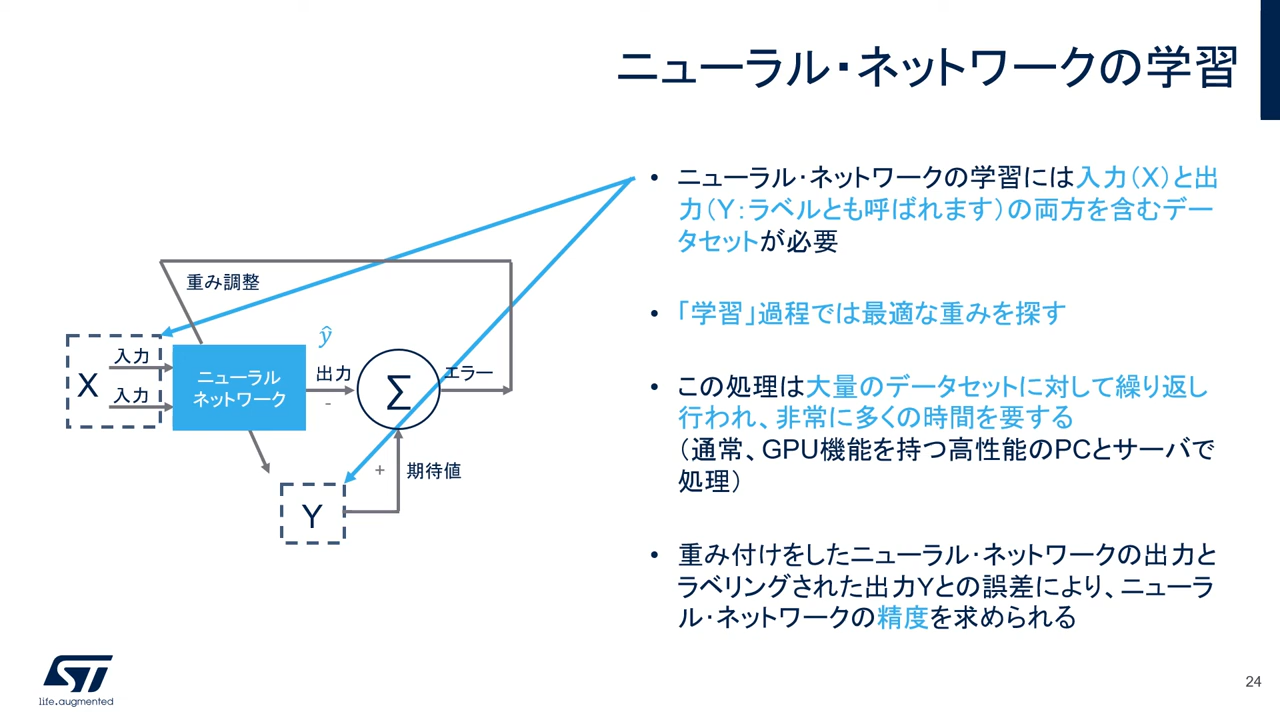 ニューラル・ネットワークの学習
• ニューラル・ネットワークの学習には入力(X)と出
力(Y:ラベルとも呼ばれます)の両方を含むデー
タセットが必要
• 「学習」過程では最適な重みを探す
• この処理は大量のデータセットに対して繰り返し
行われ、非常に多くの時間を要する
(通常、GPU機能を持つ高性能のPCとサーバで
処理)
• 重み付けをしたニューラル・ネットワークの出力と
ラベリングされた出力Yとの誤差により、ニューラ
ル・ネットワークの精度を求められる
重み調整
X
入力
入力
ニューラル
ネットワーク
ŷ
出力
-
Σ
エラー
+
期待値
Y
ST
life.augmented
24